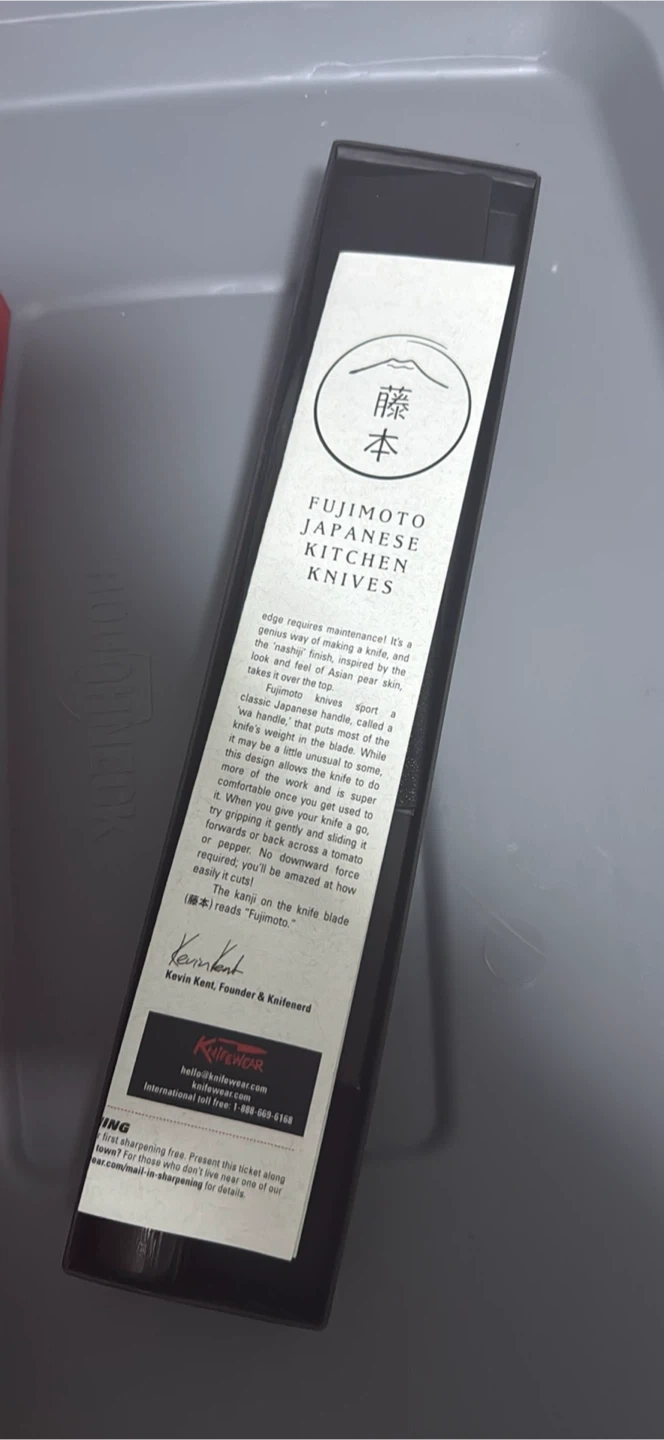 藤
本
FUJIMOTO
JAPANESE
KITCHEN
KNIVES
edge requires maintenance! It's a
genius way of making a knife, and
the 'nashiji' finish, inspired by the
look and feel of Asian pear skin,
takes it over the top.
Fujimoto knives sport a
classic Japanese handle, called a
'wa handle,' that puts most of the
knife's weight in the blade. While
it may be a little unusual to some,
this design allows the knife to do
more of the work and is super
comfortable once you get used to
it. When you give your knife a go,
try gripping it gently and sliding it
forwards or back across a tomato
or pepper. No downward force
required; you'll be amazed at how
easily it cuts!
The kanji on the knife blade
(藤本) reads "Fujimoto."
Kevin Kent
Kevin Kent, Founder & Knifenerd
KNIFEWEAR
hello@knifewear.com
knifewear.com
International toll free: 1-888-669-6168
ING
first sharpening free. Present this ticket along
town? For those who don't live near one of our
ear.com/mail-in-sharpening for details.